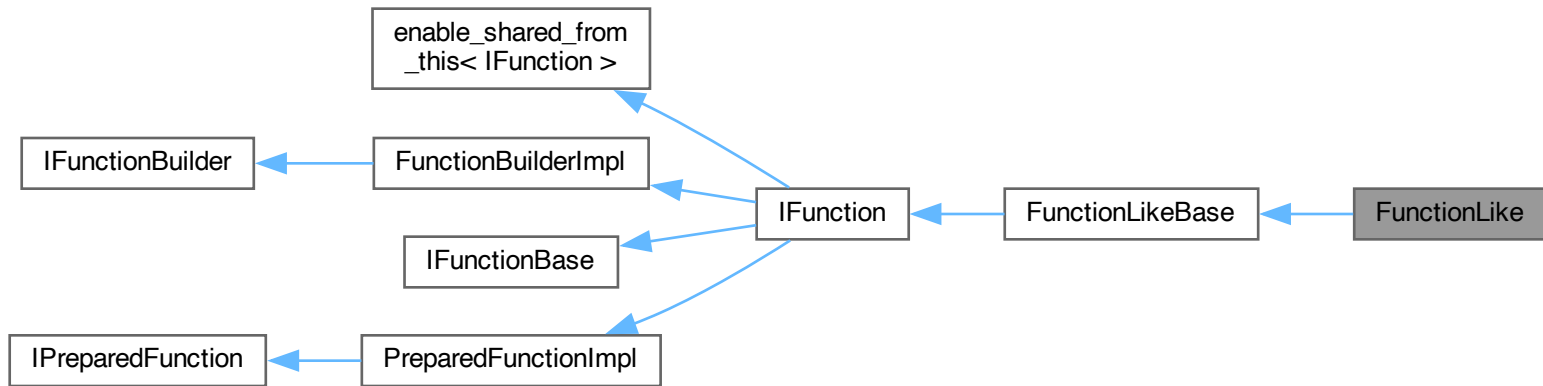 enable_shared_from
_this< IFunction >
IFunctionBuilder
FunctionBuilderImpl
IFunction
FunctionLikeBase
FunctionLike
IFunctionBase
IPreparedFunction
PreparedFunctionImpl